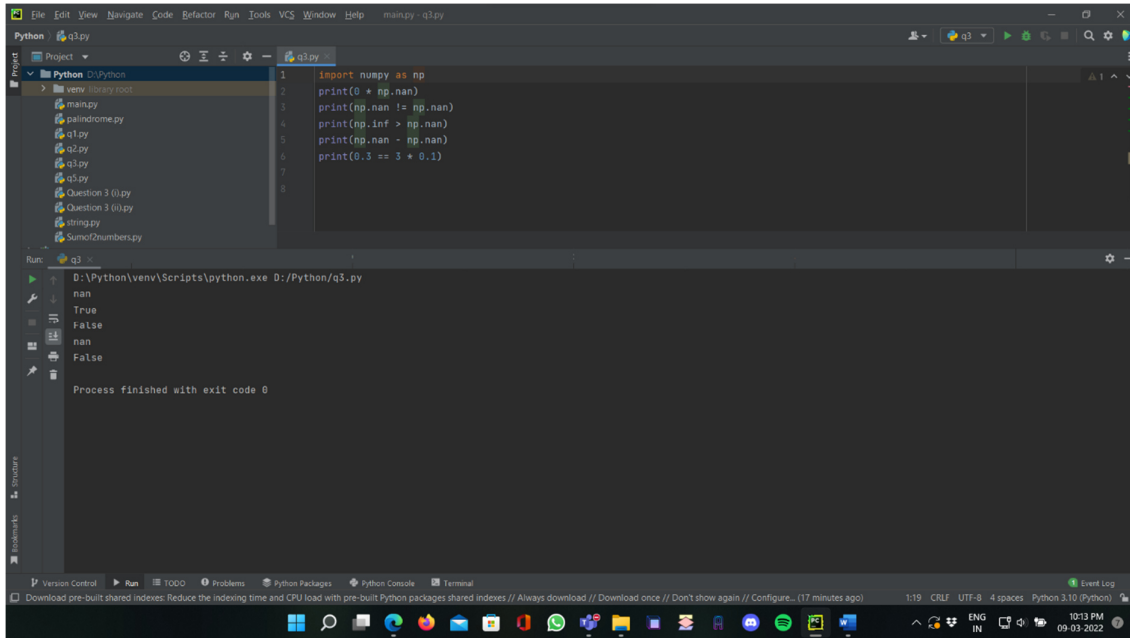 File Edit View Navigate Code Refactor Run Tools VCS Window Help main.py - q3.py
Python q3.py
q3
Project
q3.py
Project
Python D:\Python
venv library root
main.py
palindrome.py
q1.py
q2.py
q3.py
q5.py
Question 3 (i).py
Question 3 (ii).py
string.py
Sumof2numbers.py
1 import numpy as np
2 print(0 * np.nan)
3 print(np.nan != np.nan)
4 print(np.inf > np.nan)
5 print(np.nan - np.nan)
6 print(0.3 == 3 * 0.1)
7
8
1
Run: q3
D:\Python\venv\Scripts\python.exe D:/Python/q3.py
nan
True
False
nan
False
Process finished with exit code 0
Structure
Bookmarks
Version Control Run TODO Problems Python Packages Python Console Terminal
1 Event Log
Download pre-built shared indexes: Reduce the indexing time and CPU load with pre-built Python packages shared indexes // Always download // Download once // Don't show again // Configure... (17 minutes ago)
1:19 CRLF UTF-8 4 spaces Python 3.10 (Python)
PC
ENG
IN
10:13 PM
09-03-2022